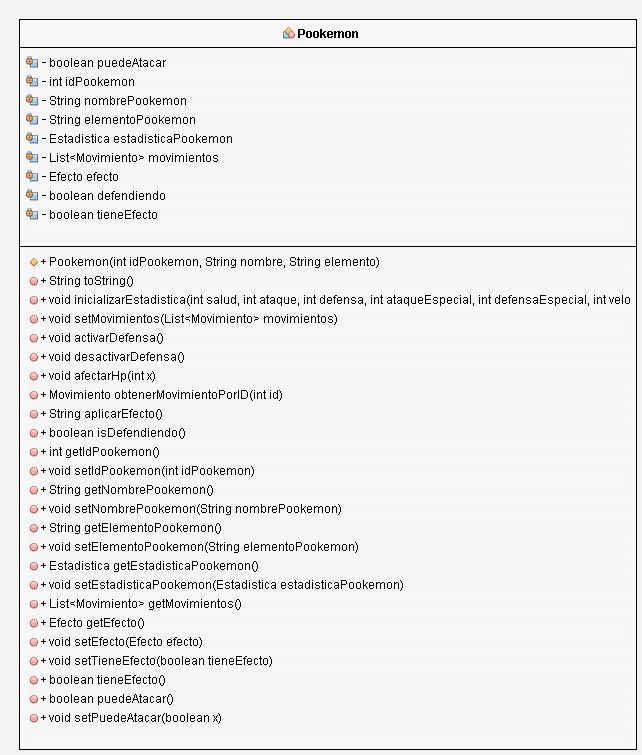 Pookemon
- boolean puedeAtacar
- int idPookemon
- String nombrePookemon
- String elementoPookemon
- Estadistica estadisticaPookemon
- List<Movimiento> movimientos
- Efecto efecto
- boolean defendiendo
- boolean tieneEfecto
+ Pookemon(int idPookemon, String nombre, String elemento)
+ String toString()
+ void inicializarEstadistica(int salud, int ataque, int defensa, int ataqueEspecial, int defensaEspecial, int velo
+ void setMovimientos(List<Movimiento> movimientos)
+ void activarDefensa()
+ void desactivarDefensa()
+ void afectarHp(int x)
+ Movimiento obtenerMovimientoPorID(int id)
+ String aplicarEfecto()
+ boolean isDefendiendo()
+ int getIdPookemon()
+ void setIdPookemon(int idPookemon)
+ String getNombrePookemon()
+ void setNombrePookemon(String nombrePookemon)
+ String getElementoPookemon()
+ void setElementoPookemon(String elementoPookemon)
+ Estadistica getEstadisticaPookemon()
+ void setEstadisticaPookemon(Estadistica estadisticaPookemon)
+ List<Movimiento> getMovimientos()
+ Efecto getEfecto()
+ void setEfecto(Efecto efecto)
+ void setTieneEfecto(boolean tieneEfecto)
+ boolean tieneEfecto()
+ boolean puedeAtacar()
+ void setPuedeAtacar(boolean x)